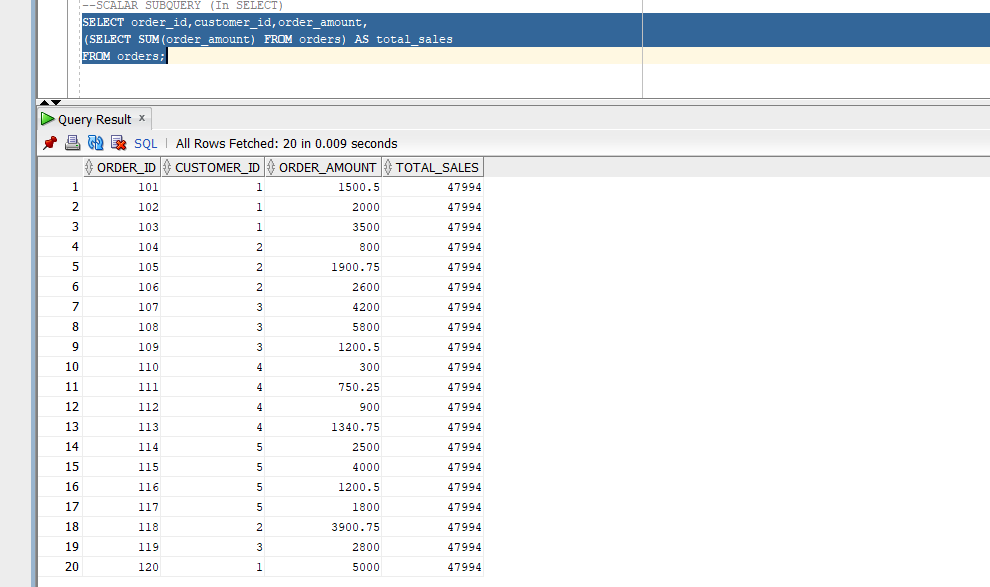 --SCALAR SUBQUERY (In SELECT)
SELECT order_id,customer_id,order_amount,
(SELECT SUM(order_amount) FROM orders) AS total_sales
FROM orders;
Query Result x
SQL | All Rows Fetched: 20 in 0.009 seconds
ORDER_ID CUSTOMER_ID ORDER_AMOUNT TOTAL_SALES
1 101 1 1500.5 47994
2 102 1 2000 47994
3 103 1 3500 47994
4 104 2 800 47994
5 105 2 1900.75 47994
6 106 2 2600 47994
7 107 3 4200 47994
8 108 3 5800 47994
9 109 3 1200.5 47994
10 110 4 300 47994
11 111 4 750.25 47994
12 112 4 900 47994
13 113 4 1340.75 47994
14 114 5 2500 47994
15 115 5 4000 47994
16 116 5 1200.5 47994
17 117 5 1800 47994
18 118 2 3900.75 47994
19 119 3 2800 47994
20 120 1 5000 47994